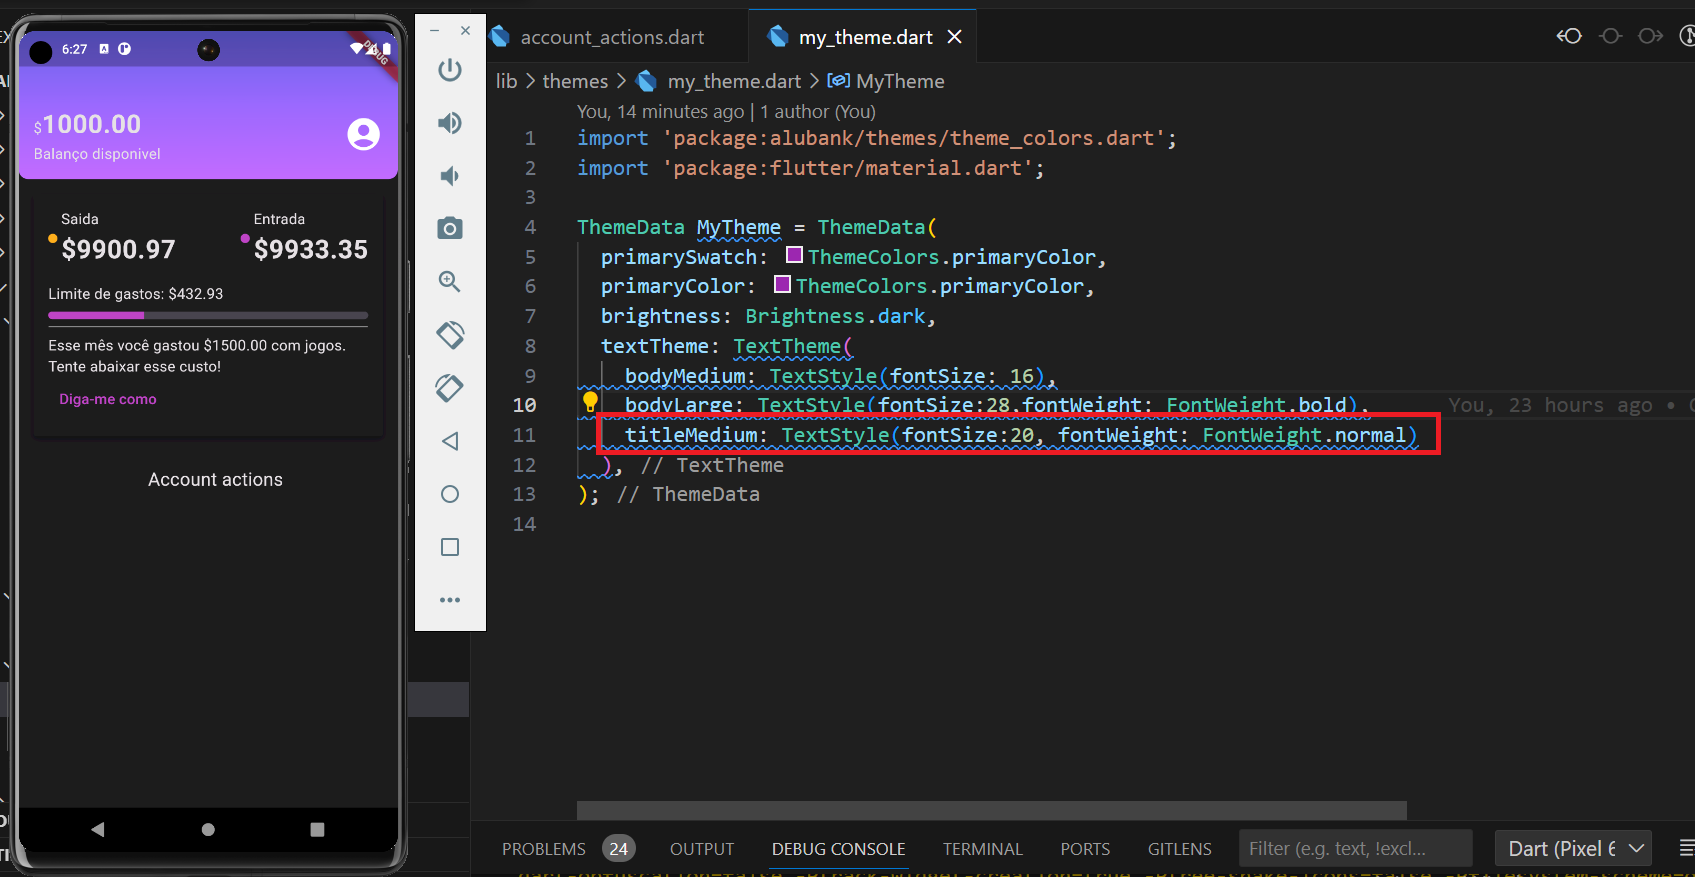 6:27
DEBUG
$1000.00
Balanço disponivel
Saida
Entrada
$9900.97
$9933.35
Limite de gastos: $432.93
Esse mês você gastou $1500.00 com jogos.
Tente abaixar esse custo!
Diga-me como
Account actions
account_actions.dart
my_theme.dart
lib > themes > my_theme.dart > MyTheme
You, 14 minutes ago | 1 author (You)
1 import 'package:alubank/themes/theme_colors.dart';
2 import 'package:flutter/material.dart';
3
4 ThemeData MyTheme = ThemeData(
5 primarySwatch: ThemeColors.primaryColor,
6 primaryColor: ThemeColors.primaryColor,
7 brightness: Brightness.dark,
8 textTheme: TextTheme(
9 bodyMedium: TextStyle(fontSize: 16),
10 bodyLarge: TextStyle(fontSize:28,fontWeight: FontWeight.bold), You, 23 hours ago •
11 titleMedium: TextStyle(fontSize:20, fontWeight: FontWeight.normal)
12 ), // TextTheme
13 ); // ThemeData
14
PROBLEMS 24 OUTPUT DEBUG CONSOLE TERMINAL PORTS GITLENS
Filter (e.g. text, !excl...
Dart (Pixel 6